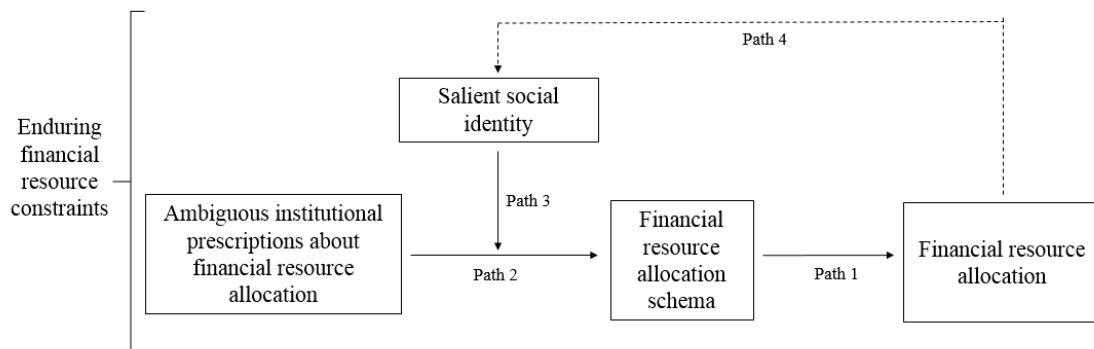 Path 4
Salient social
identity
Enduring
financial
resource
constraints
Path 3
Ambiguous institutional
prescriptions about
financial resource
allocation
Path 2
Financial
resource
allocation
schema
Path 1
Financial resource
allocation